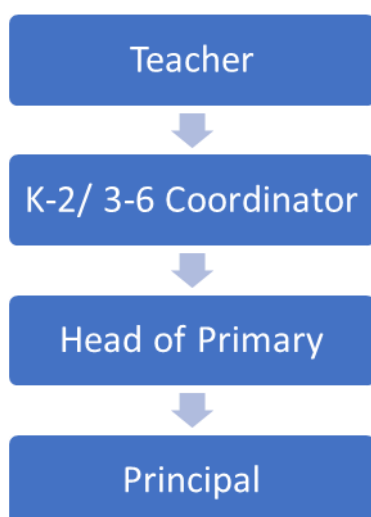 Teacher
K-2/ 3-6 Coordinator
Head of Primary
Principal